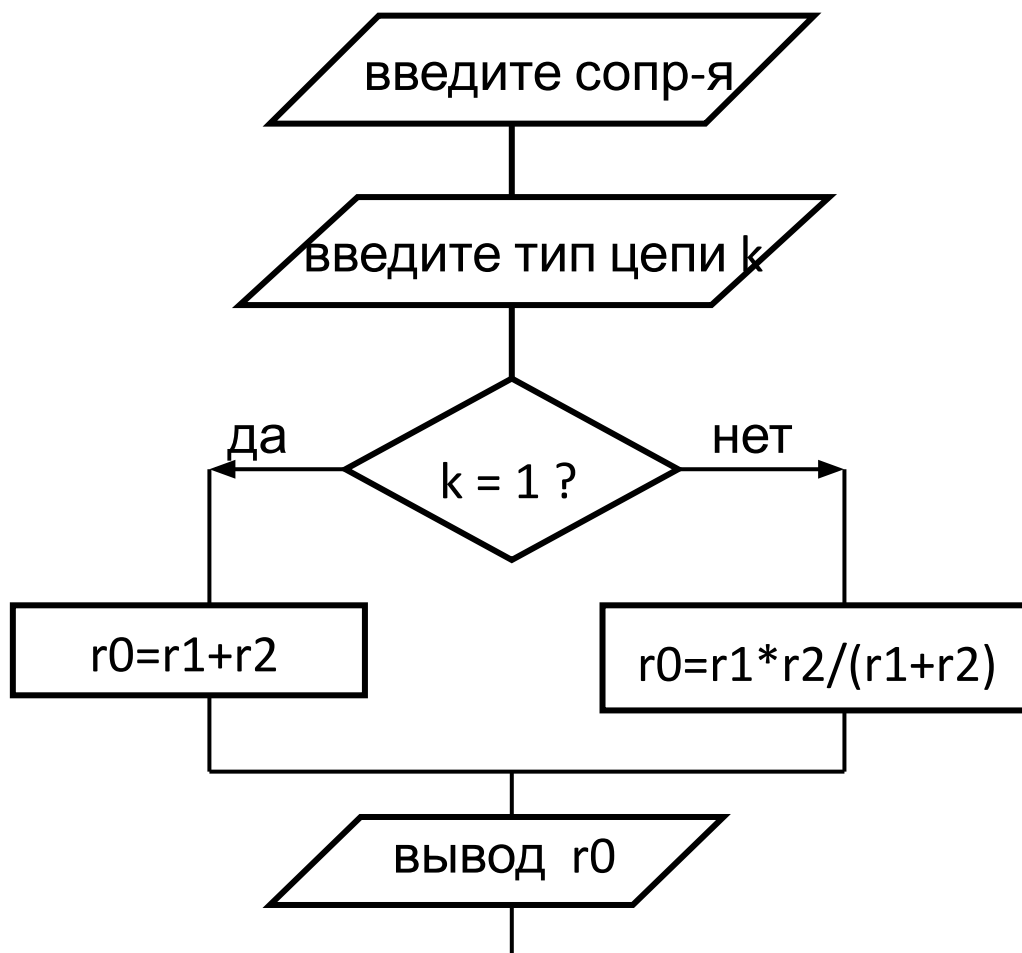 введите сопр-я
введите тип цепи k
да
нет
k = 1 ?
r0=r1+r2
r0=r1*r2/(r1+r2)
вывод r0